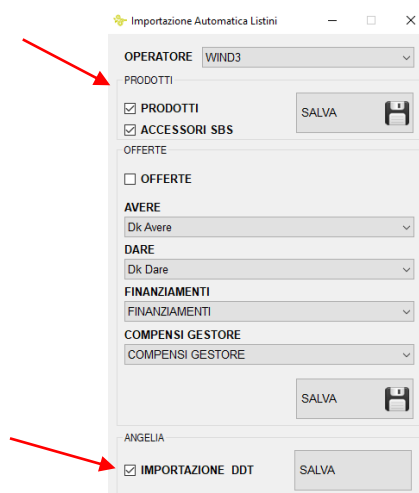 Importazione Automatica Listini
OPERATORE WIND3
PRODOTTI
PRODOTTI
ACCESSORI SBS
SALVA
OFFERTE
OFFERTE
AVERE
Dk Avere
DARE
Dk Dare
FINANZIAMENTI
FINANZIAMENTI
COMPENSI GESTORE
COMPENSI GESTORE
SALVA
ANGELIA
IMPORTAZIONE DDT SALVA